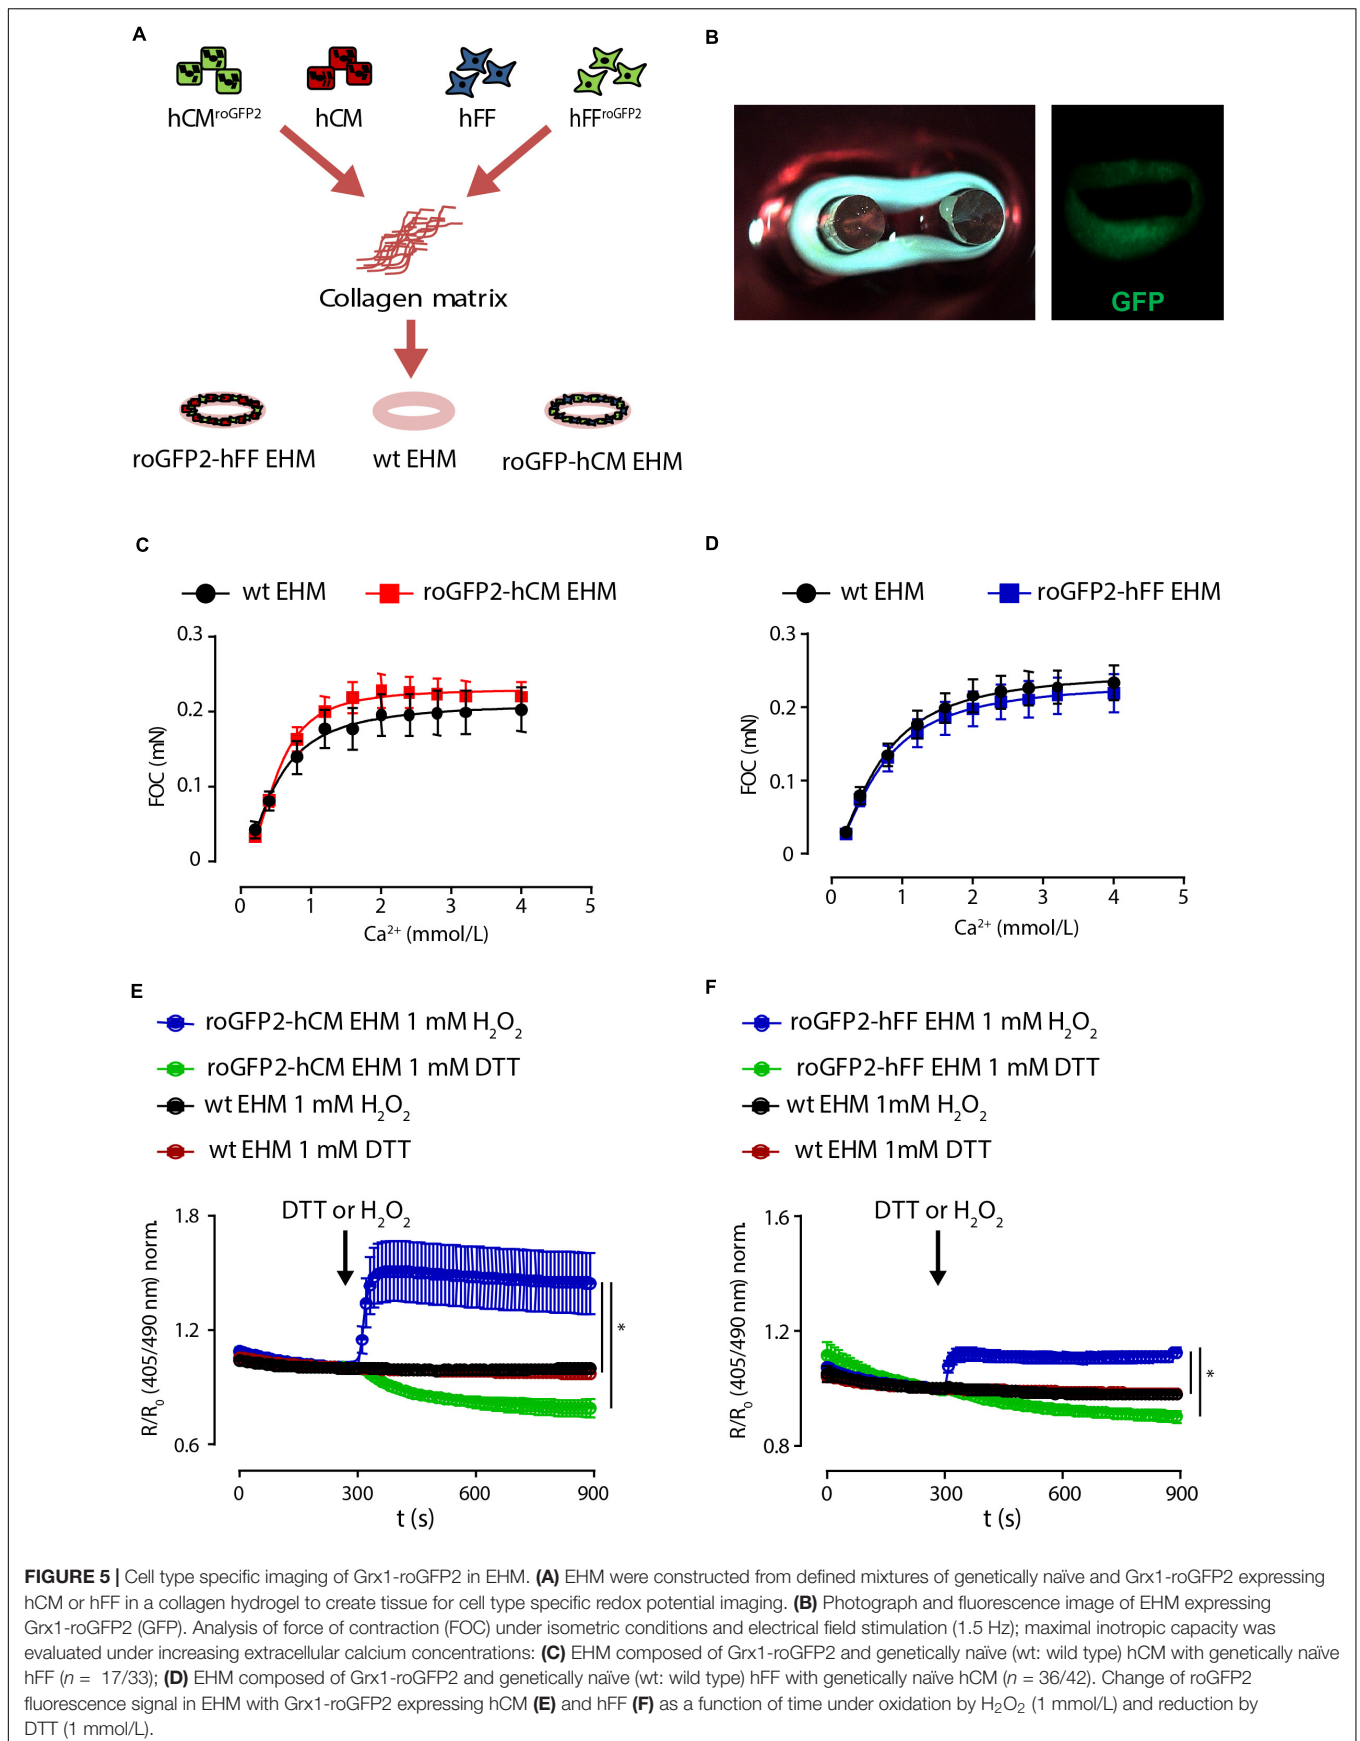 A
hCMroGFP2 hCM hFF hFFroGFP2
Collagen matrix
roGFP2-hFF EHM wt EHM roGFP-hCM EHM
B
GFP
C
wt EHM roGFP2-hCM EHM
0.3
0.2
0.1
0
FOC (mN)
0 1 2 3 4 5
Ca2+ (mmol/L)
D
wt EHM roGFP2-hFF EHM
0.3
0.2
0.1
0
FOC (mN)
0 1 2 3 4 5
Ca2+ (mmol/L)
E
roGFP2-hCM EHM 1 mM H2O2
roGFP2-hCM EHM 1 mM DTT
wt EHM 1 mM H2O2
wt EHM 1 mM DTT
DTT or H2O2
1.8
1.2
0.6
R/R0 (405/490 nm) norm.
*
0 300 600 900
t (s)
F
roGFP2-hFF EHM 1 mM H2O2
roGFP2-hFF EHM 1 mM DTT
wt EHM 1mM H2O2
wt EHM 1mM DTT
DTT or H2O2
1.6
1.2
0.8
R/R0 (405/490 nm) norm.
*
0 300 600 900
t (s)
FIGURE 5 | Cell type specific imaging of Grx1-roGFP2 in EHM. (A) EHM were constructed from defined mixtures of genetically naïve and Grx1-roGFP2 expressing
hCM or hFF in a collagen hydrogel to create tissue for cell type specific redox potential imaging. (B) Photograph and fluorescence image of EHM expressing
Grx1-roGFP2 (GFP). Analysis of force of contraction (FOC) under isometric conditions and electrical field stimulation (1.5 Hz); maximal inotropic capacity was
evaluated under increasing extracellular calcium concentrations: (C) EHM composed of Grx1-roGFP2 and genetically naïve (wt: wild type) hCM with genetically naïve
hFF (n = 17/33); (D) EHM composed of Grx1-roGFP2 and genetically naïve (wt: wild type) hFF with genetically naïve hCM (n = 36/42). Change of roGFP2
fluorescence signal in EHM with Grx1-roGFP2 expressing hCM (E) and hFF (F) as a function of time under oxidation by H2O2 (1 mmol/L) and reduction by
DTT (1 mmol/L).